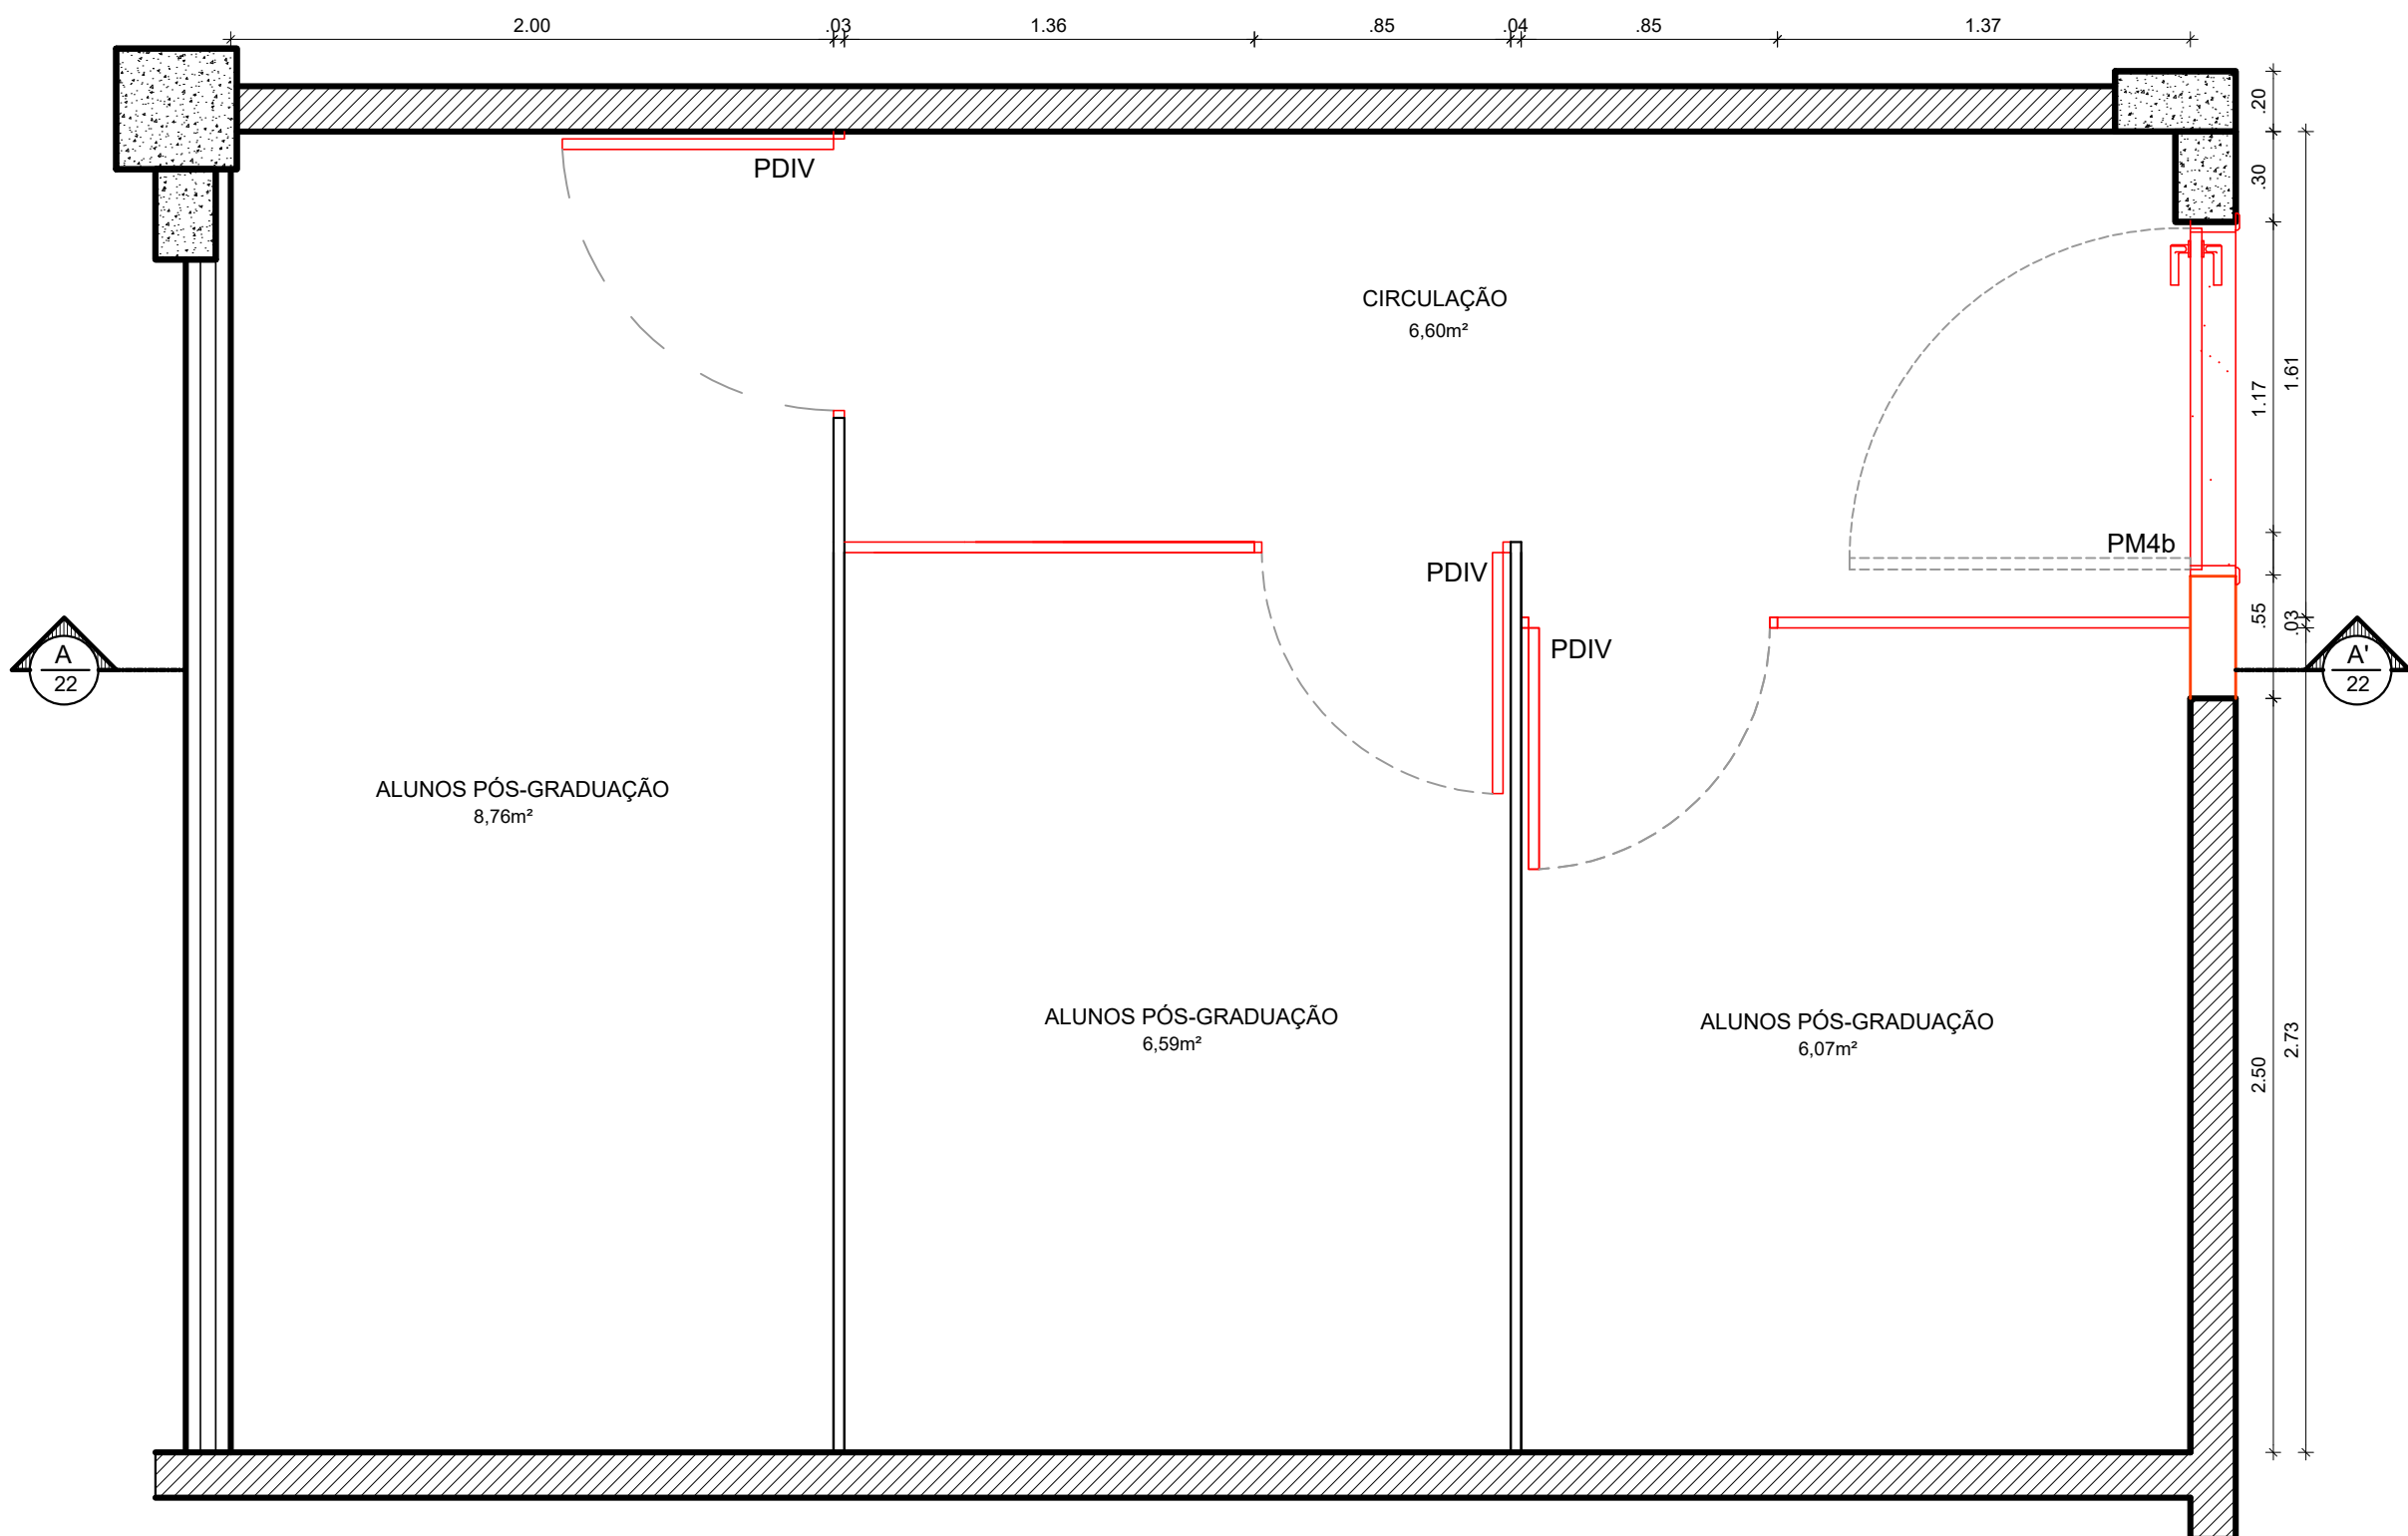 2.00 .03 1.36 .85 .04 .85 1.37
.20
PDIV
.30
CIRCULAÇÃO
6,60m²
1.61
1.17
PM4b
PDIV
.55
.03
PDIV
A
22
A'
22
ALUNOS PÓS-GRADUAÇÃO
8,76m²
ALUNOS PÓS-GRADUAÇÃO
6,59m²
ALUNOS PÓS-GRADUAÇÃO
6,07m²
2.73
2.50